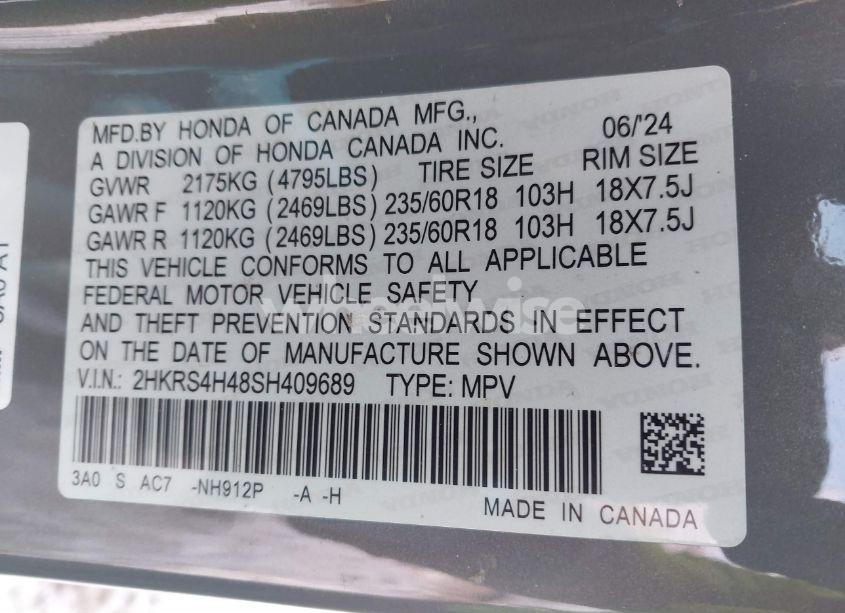 MFD.BY HONDA OF CANADA MFG.,
A DIVISION OF HONDA CANADA INC. 06/'24
GVWR 2175KG (4795LBS) TIRE SIZE RIM SIZE
GAWR F 1120KG (2469LBS) 235/60R18 103H 18X7.5J
GAWR R 1120KG (2469LBS) 235/60R18 103H 18X7.5J
THIS VEHICLE CONFORMS TO ALL APPLICABLE
FEDERAL MOTOR VEHICLE SAFETY
AND THEFT PREVENTION STANDARDS IN EFFECT
ON THE DATE OF MANUFACTURE SHOWN ABOVE.
V.I.N.: 2HKRS4H48SH409689 TYPE: MPV
3A0 S AC7 -NH912P -A -H
MADE IN CANADA